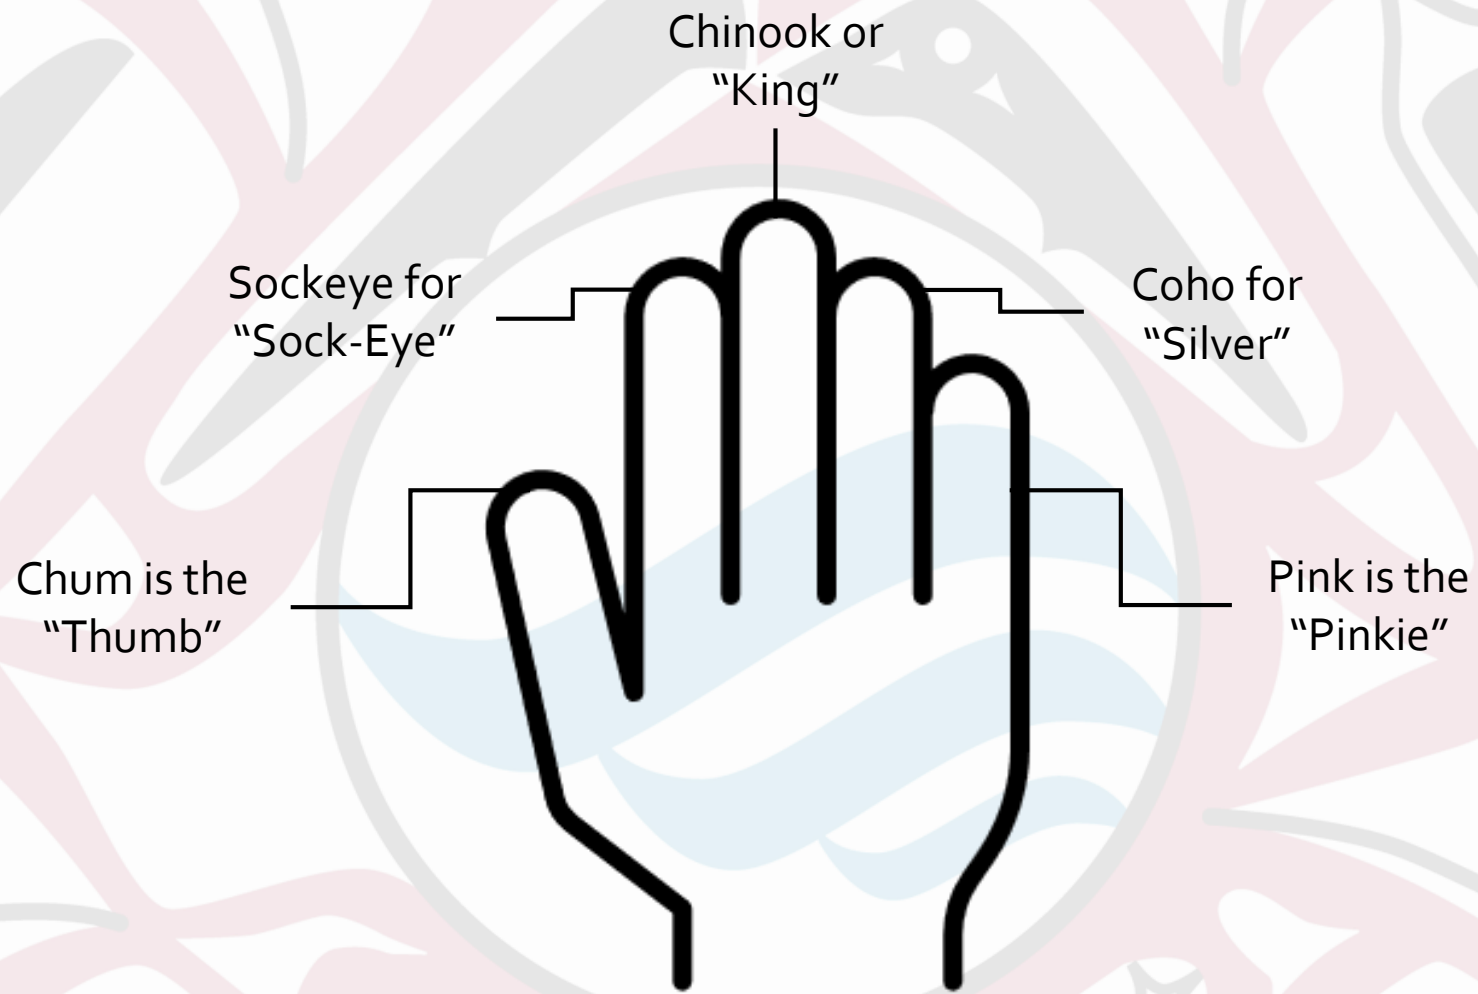 Chinook or
“King”
Sockeye for
“Sock-Eye”
Coho for
“Silver”
Chum is the
“Thumb”
Pink is the
“Pinkie”